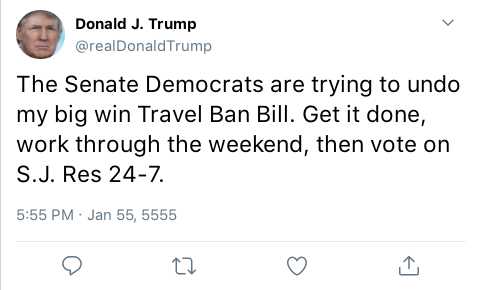 Donald J. Trump
@realDonaldTrump
The Senate Democrats are trying to undo
my big win Travel Ban Bill. Get it done,
work through the weekend, then vote on
S.J. Res 24-7.
5:55 PM · Jan 55, 5555